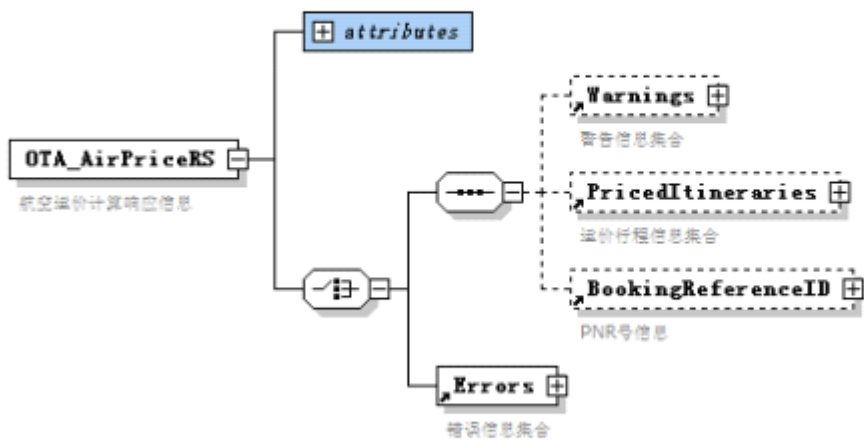 attributes
Warnings
警告信息集合
OTA_AirPriceRS
航空运价计算响应信息
PricedItineraries
运价行程信息集合
BookingReferenceID
PNR号信息
Errors
错误信息集合